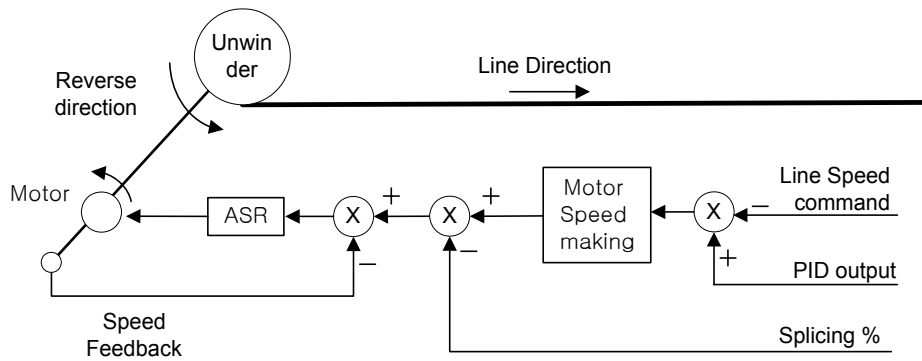 Unwin
der
Reverse
direction
Line Direction
Motor
ASR
X
+
−
X
+
−
Motor
Speed
making
X
−
+
Line Speed
command
PID output
Speed
Feedback
Splicing %